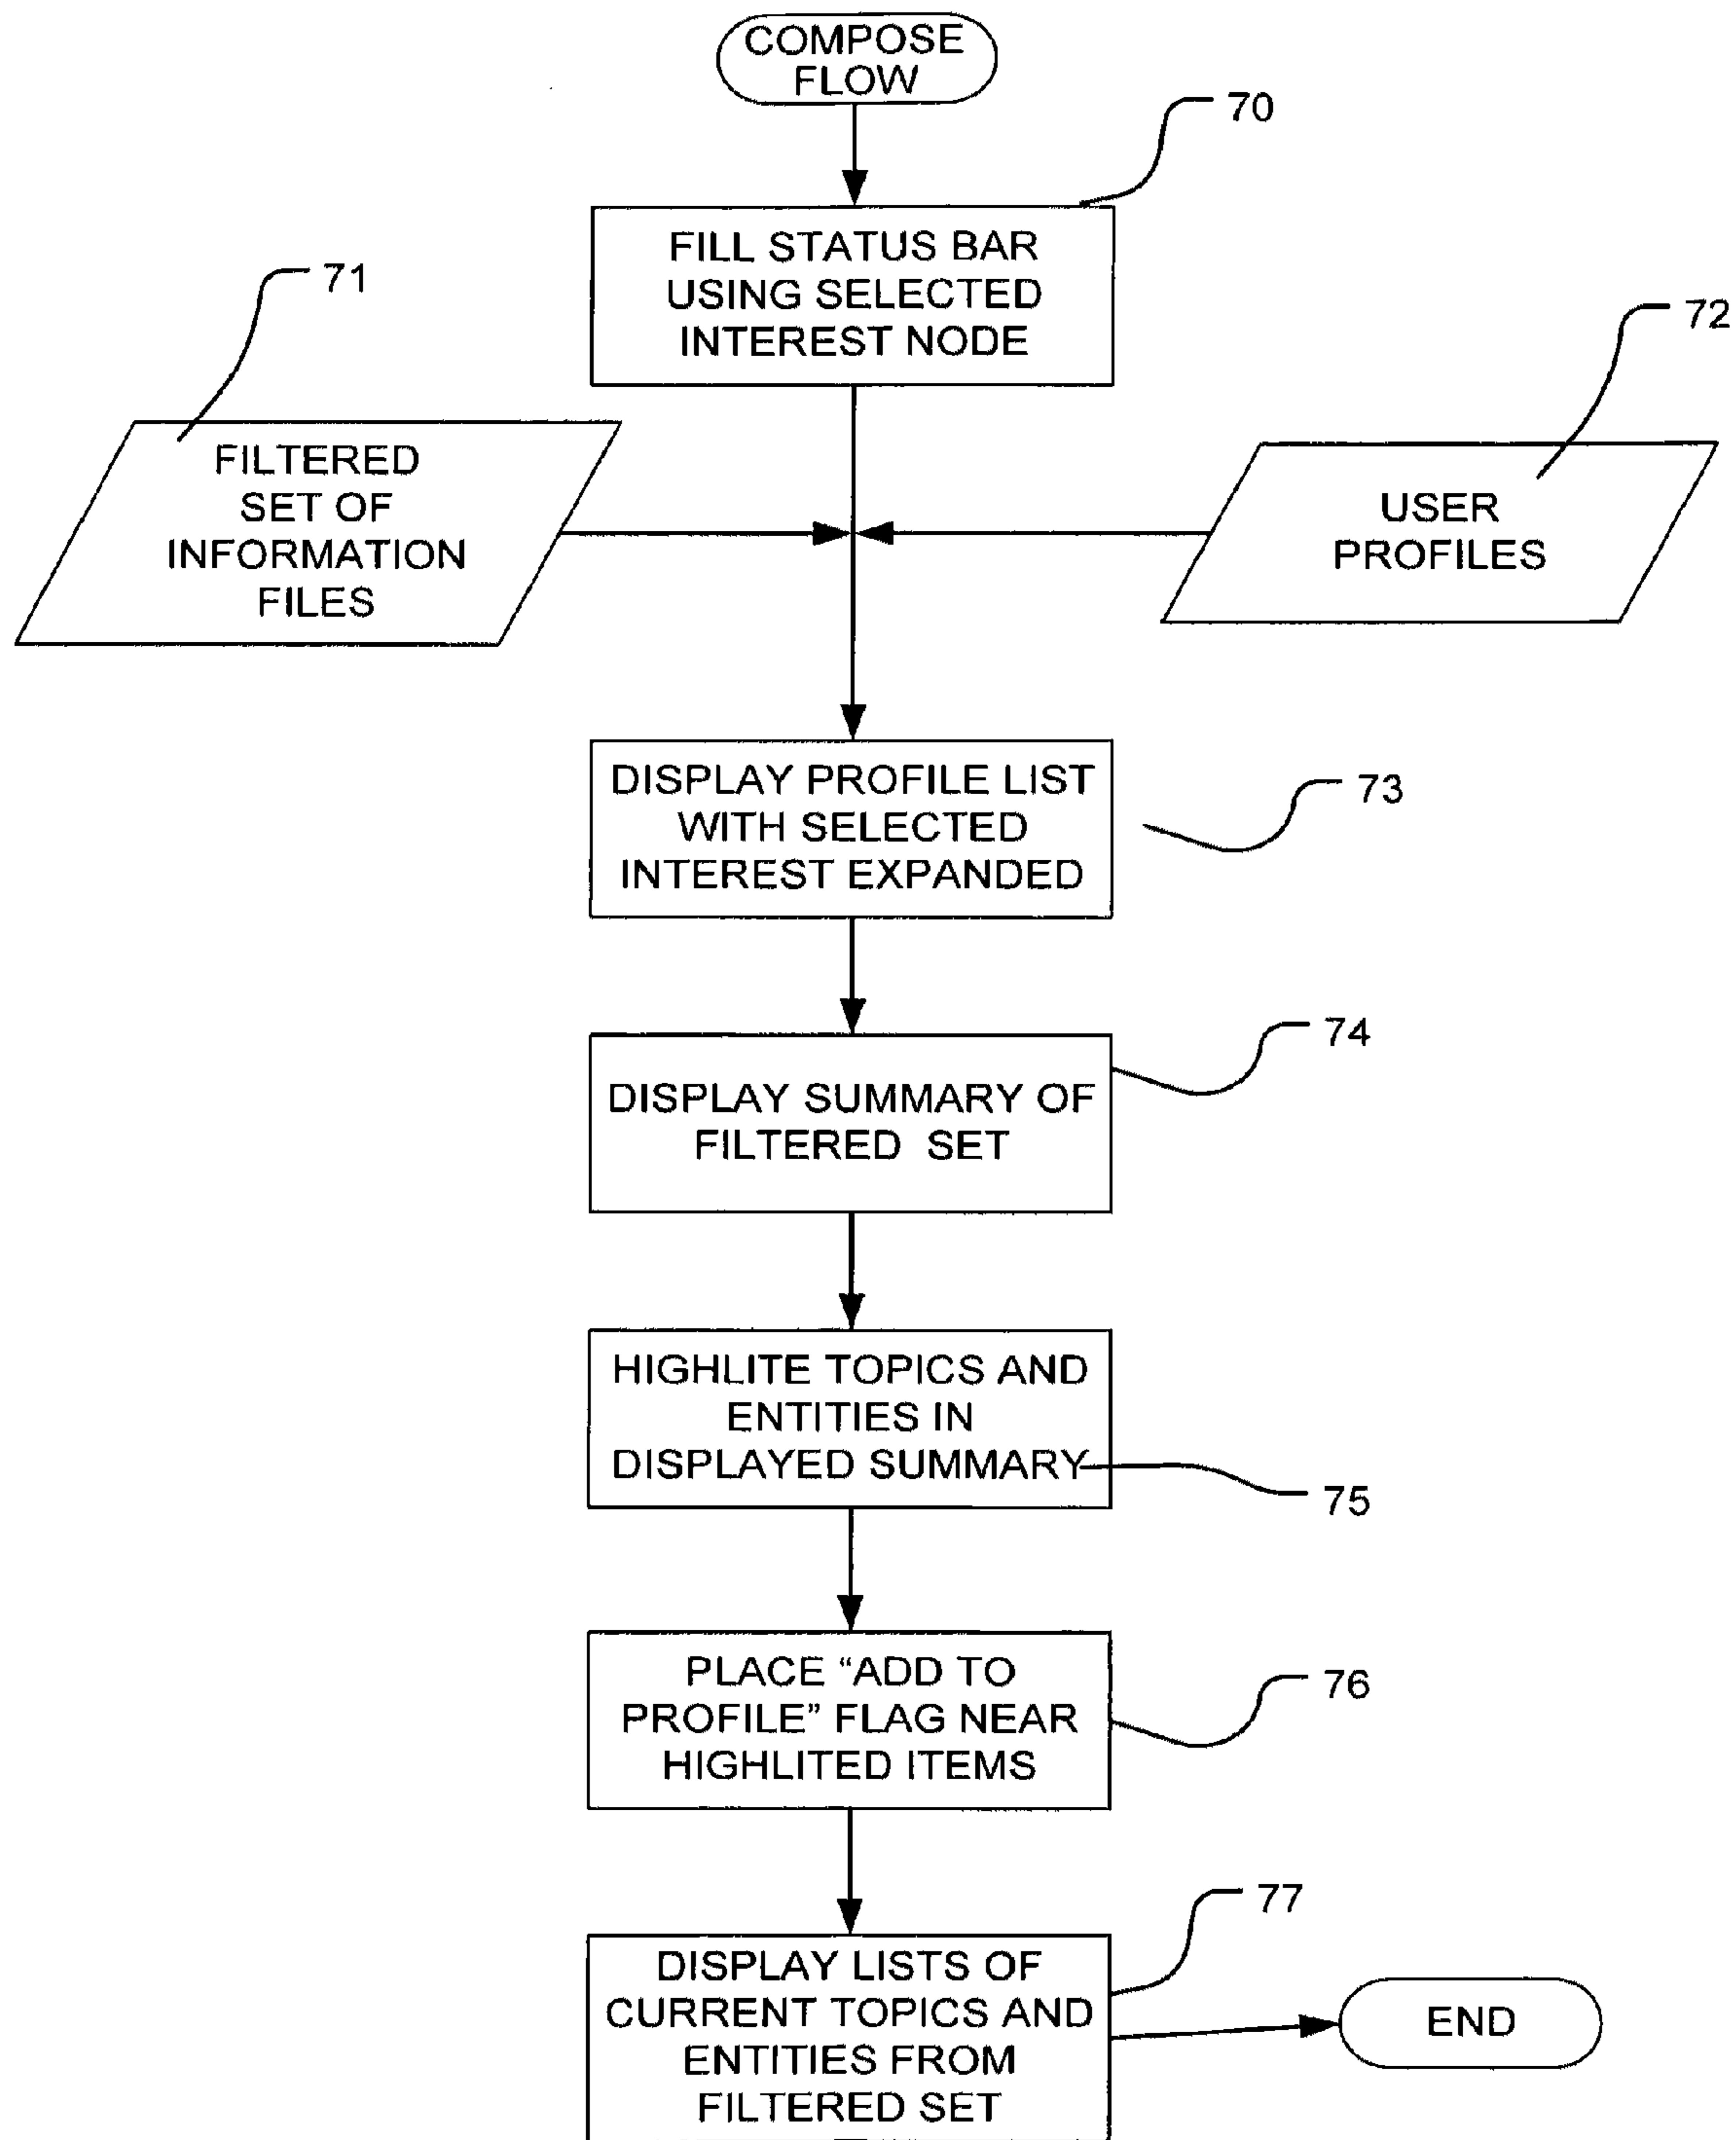 COMPOSE
FLOW
70
FILL STATUS BAR
USING SELECTED
INTEREST NODE
71
72
FILTERED
SET OF
INFORMATION
FILES
USER
PROFILES
DISPLAY PROFILE LIST
WITH SELECTED
INTEREST EXPANDED
73
74
DISPLAY SUMMARY OF
FILTERED SET
HIGHLITE TOPICS AND
ENTITIES IN
DISPLAYED SUMMARY
75
PLACE “ADD TO
PROFILE” FLAG NEAR
HIGHLITED ITEMS
76
77
DISPLAY LISTS OF
CURRENT TOPICS AND
ENTITIES FROM
FILTERED SET
END